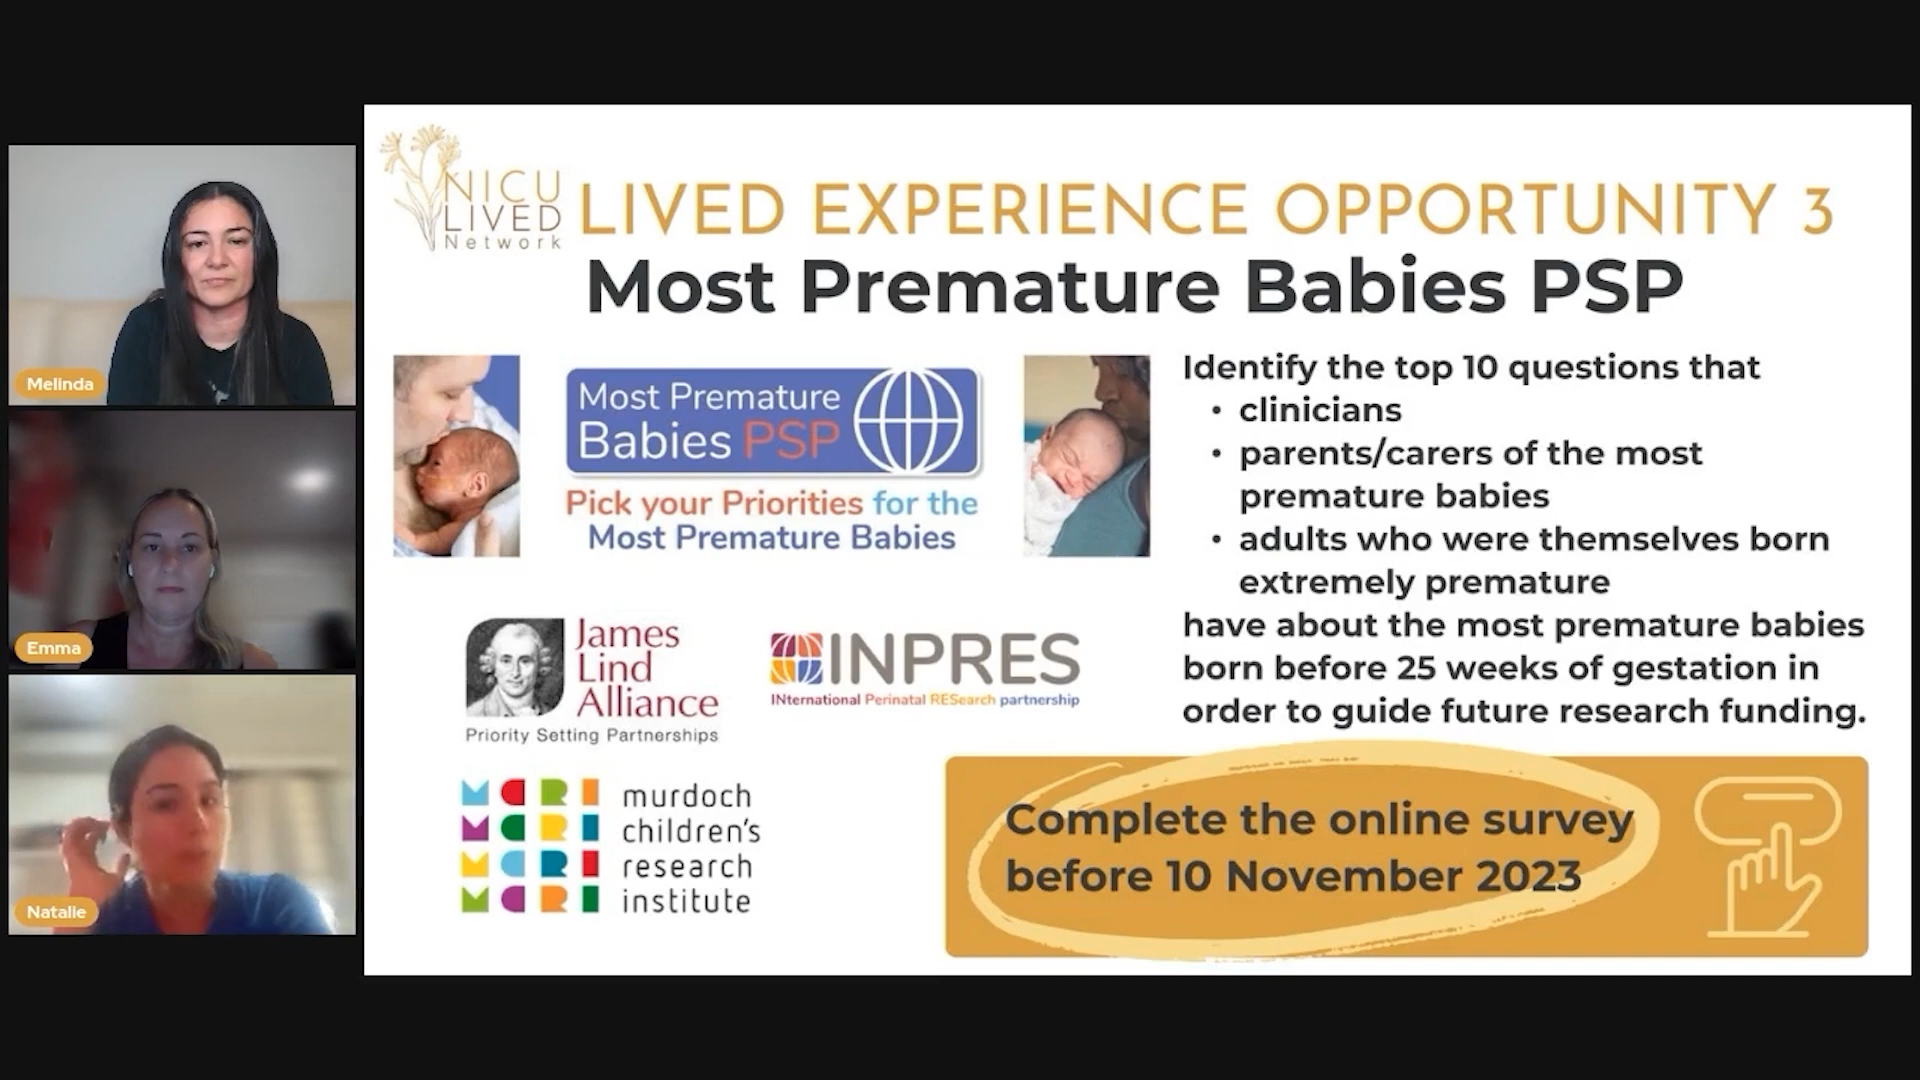 Melinda
Emma
Natalie
NICU
LIVED
Network
LIVED EXPERIENCE OPPORTUNITY 3
Most Premature Babies PSP
Most Premature
Babies PSP
Pick your Priorities for the
Most Premature Babies
James
Lind
Alliance
Priority Setting Partnerships
INPRES
INternational Perinatal RESearch partnership
MCRI
MCRI
MCRI
MCRI
murdoch
children's
research
institute
Identify the top 10 questions that
• clinicians
• parents/carers of the most
premature babies
• adults who were themselves born
extremely premature
have about the most premature babies
born before 25 weeks of gestation in
order to guide future research funding.
Complete the online survey
before 10 November 2023